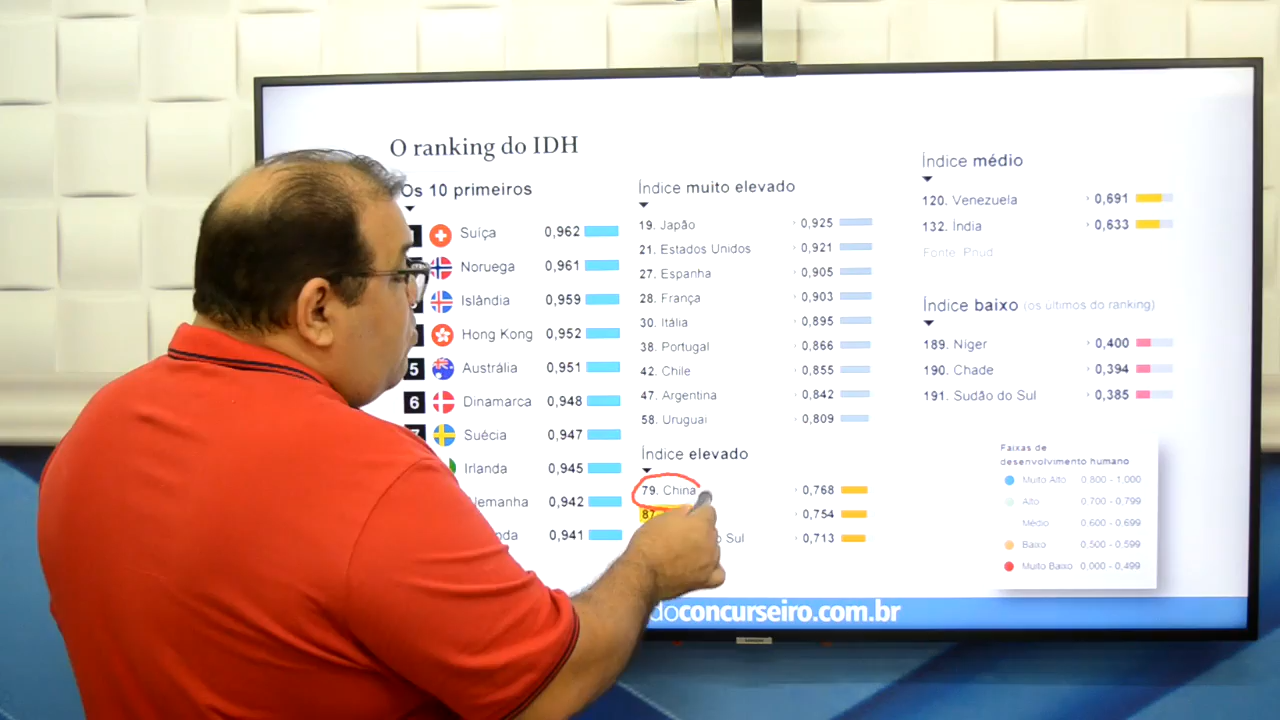 O ranking do IDH
Os 10 primeiros
Suíça 0,962
Noruega 0,961
Islândia 0,959
Hong Kong 0,952
5 Austrália 0,951
6 Dinamarca 0,948
Suécia 0,947
Irlanda 0,945
0,942
0,941
Índice muito elevado
19. Japão 0,925
21. Estados Unidos 0,921
27. Espanha 0,905
28. França 0,903
30. Itália 0,895
38. Portugal 0,866
42. Chile 0,855
47. Argentina 0,842
58. Uruguai 0,809
Índice elevado
79. China 0,768
87. 0,754
Sul 0,713
Índice médio
120. Venezuela 0,691
132. Índia 0,633
Fonte: Pnud
Índice baixo (os últimos do ranking)
189. Níger 0,400
190. Chade 0,394
191. Sudão do Sul 0,385
Faixas de
desenvolvimento humano
Muito Alto 0,800 - 1,000
Alto 0,700 - 0,799
Médio 0,600 - 0,699
Baixo 0,500 - 0,599
Muito Baixo 0,000 - 0,499
doconcurseiro.com.br